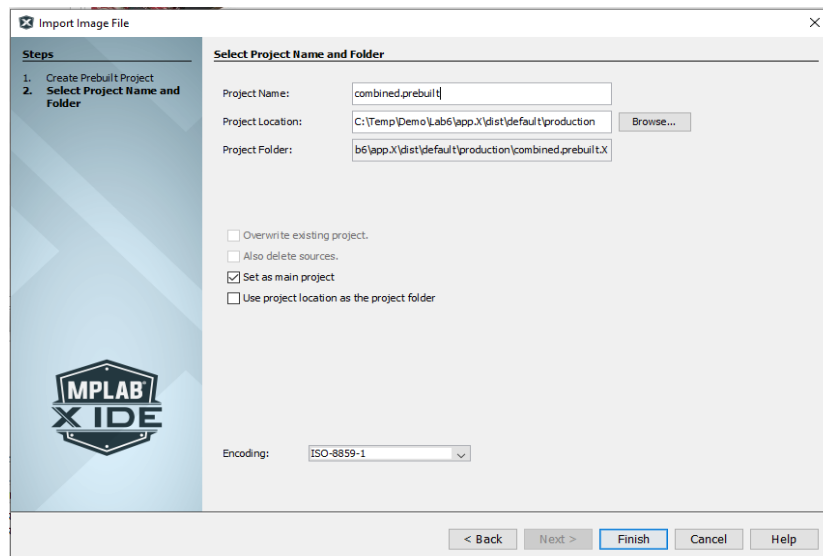 Import Image File
Steps
1. Create Prebuilt Project
2. Select Project Name and
Folder
MPLAB
X IDE
Select Project Name and Folder
Project Name: combined.prebuilt
Project Location: C:\Temp\Demo\Lab6\app.X\dist\default\production Browse...
Project Folder: b6\app.X\dist\default\production\combined.prebuilt.X
Overwrite existing project.
Also delete sources.
Set as main project
Use project location as the project folder
Encoding: ISO-8859-1
< Back Next > Finish Cancel Help